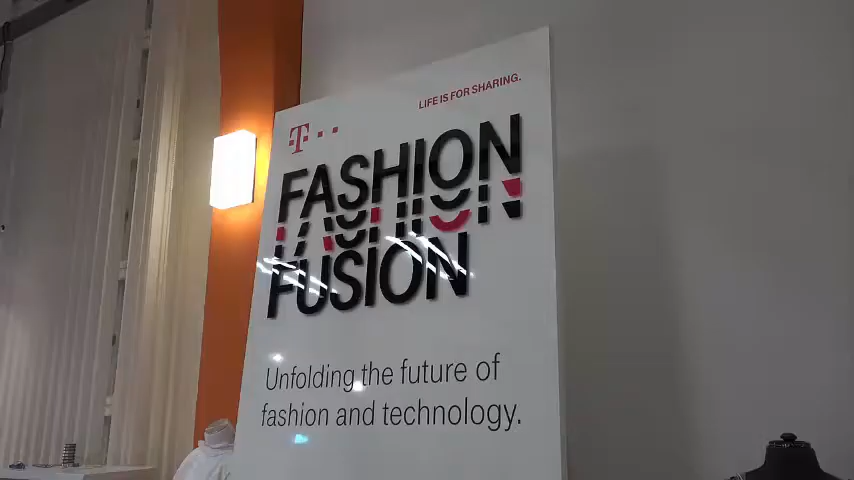 LIFE IS FOR SHARING.
T
FASHION
FUSION
Unfolding the future of
fashion and technology.